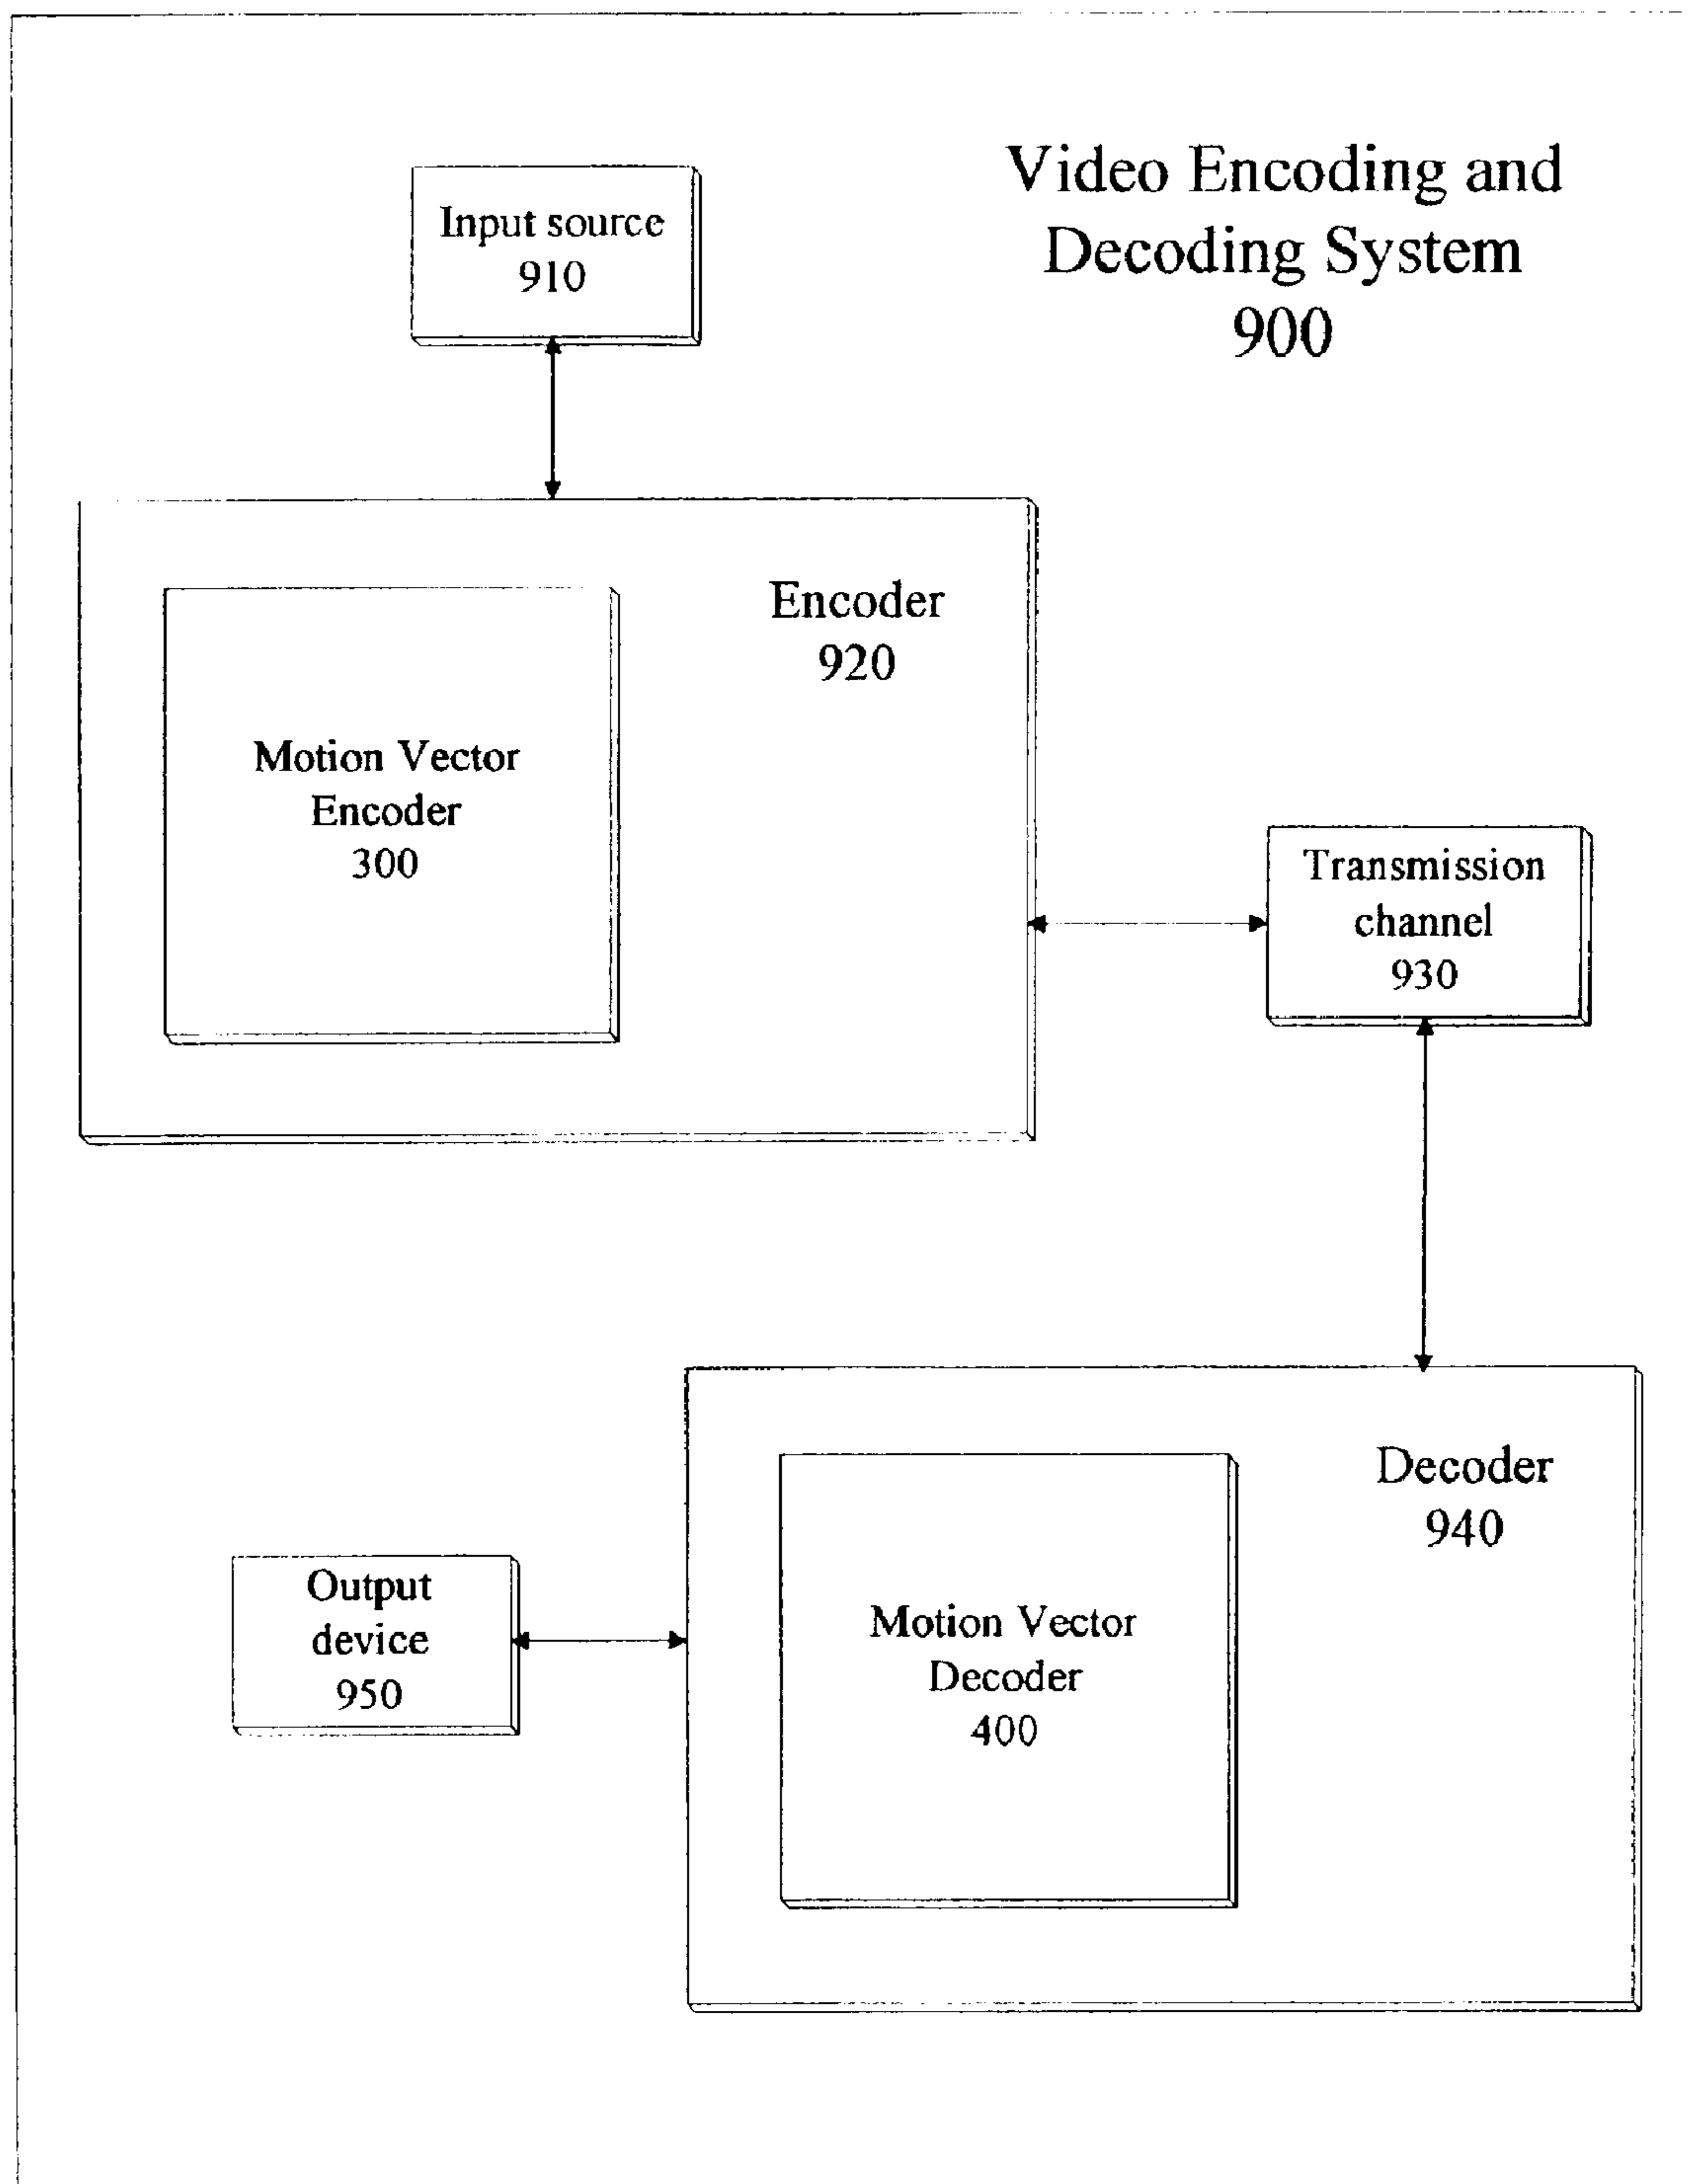 Video Encoding and
Decoding System
900
Input source
910
Encoder
920
Motion Vector
Encoder
300
Transmission
channel
930
Decoder
940
Motion Vector
Decoder
400
Output
device
950